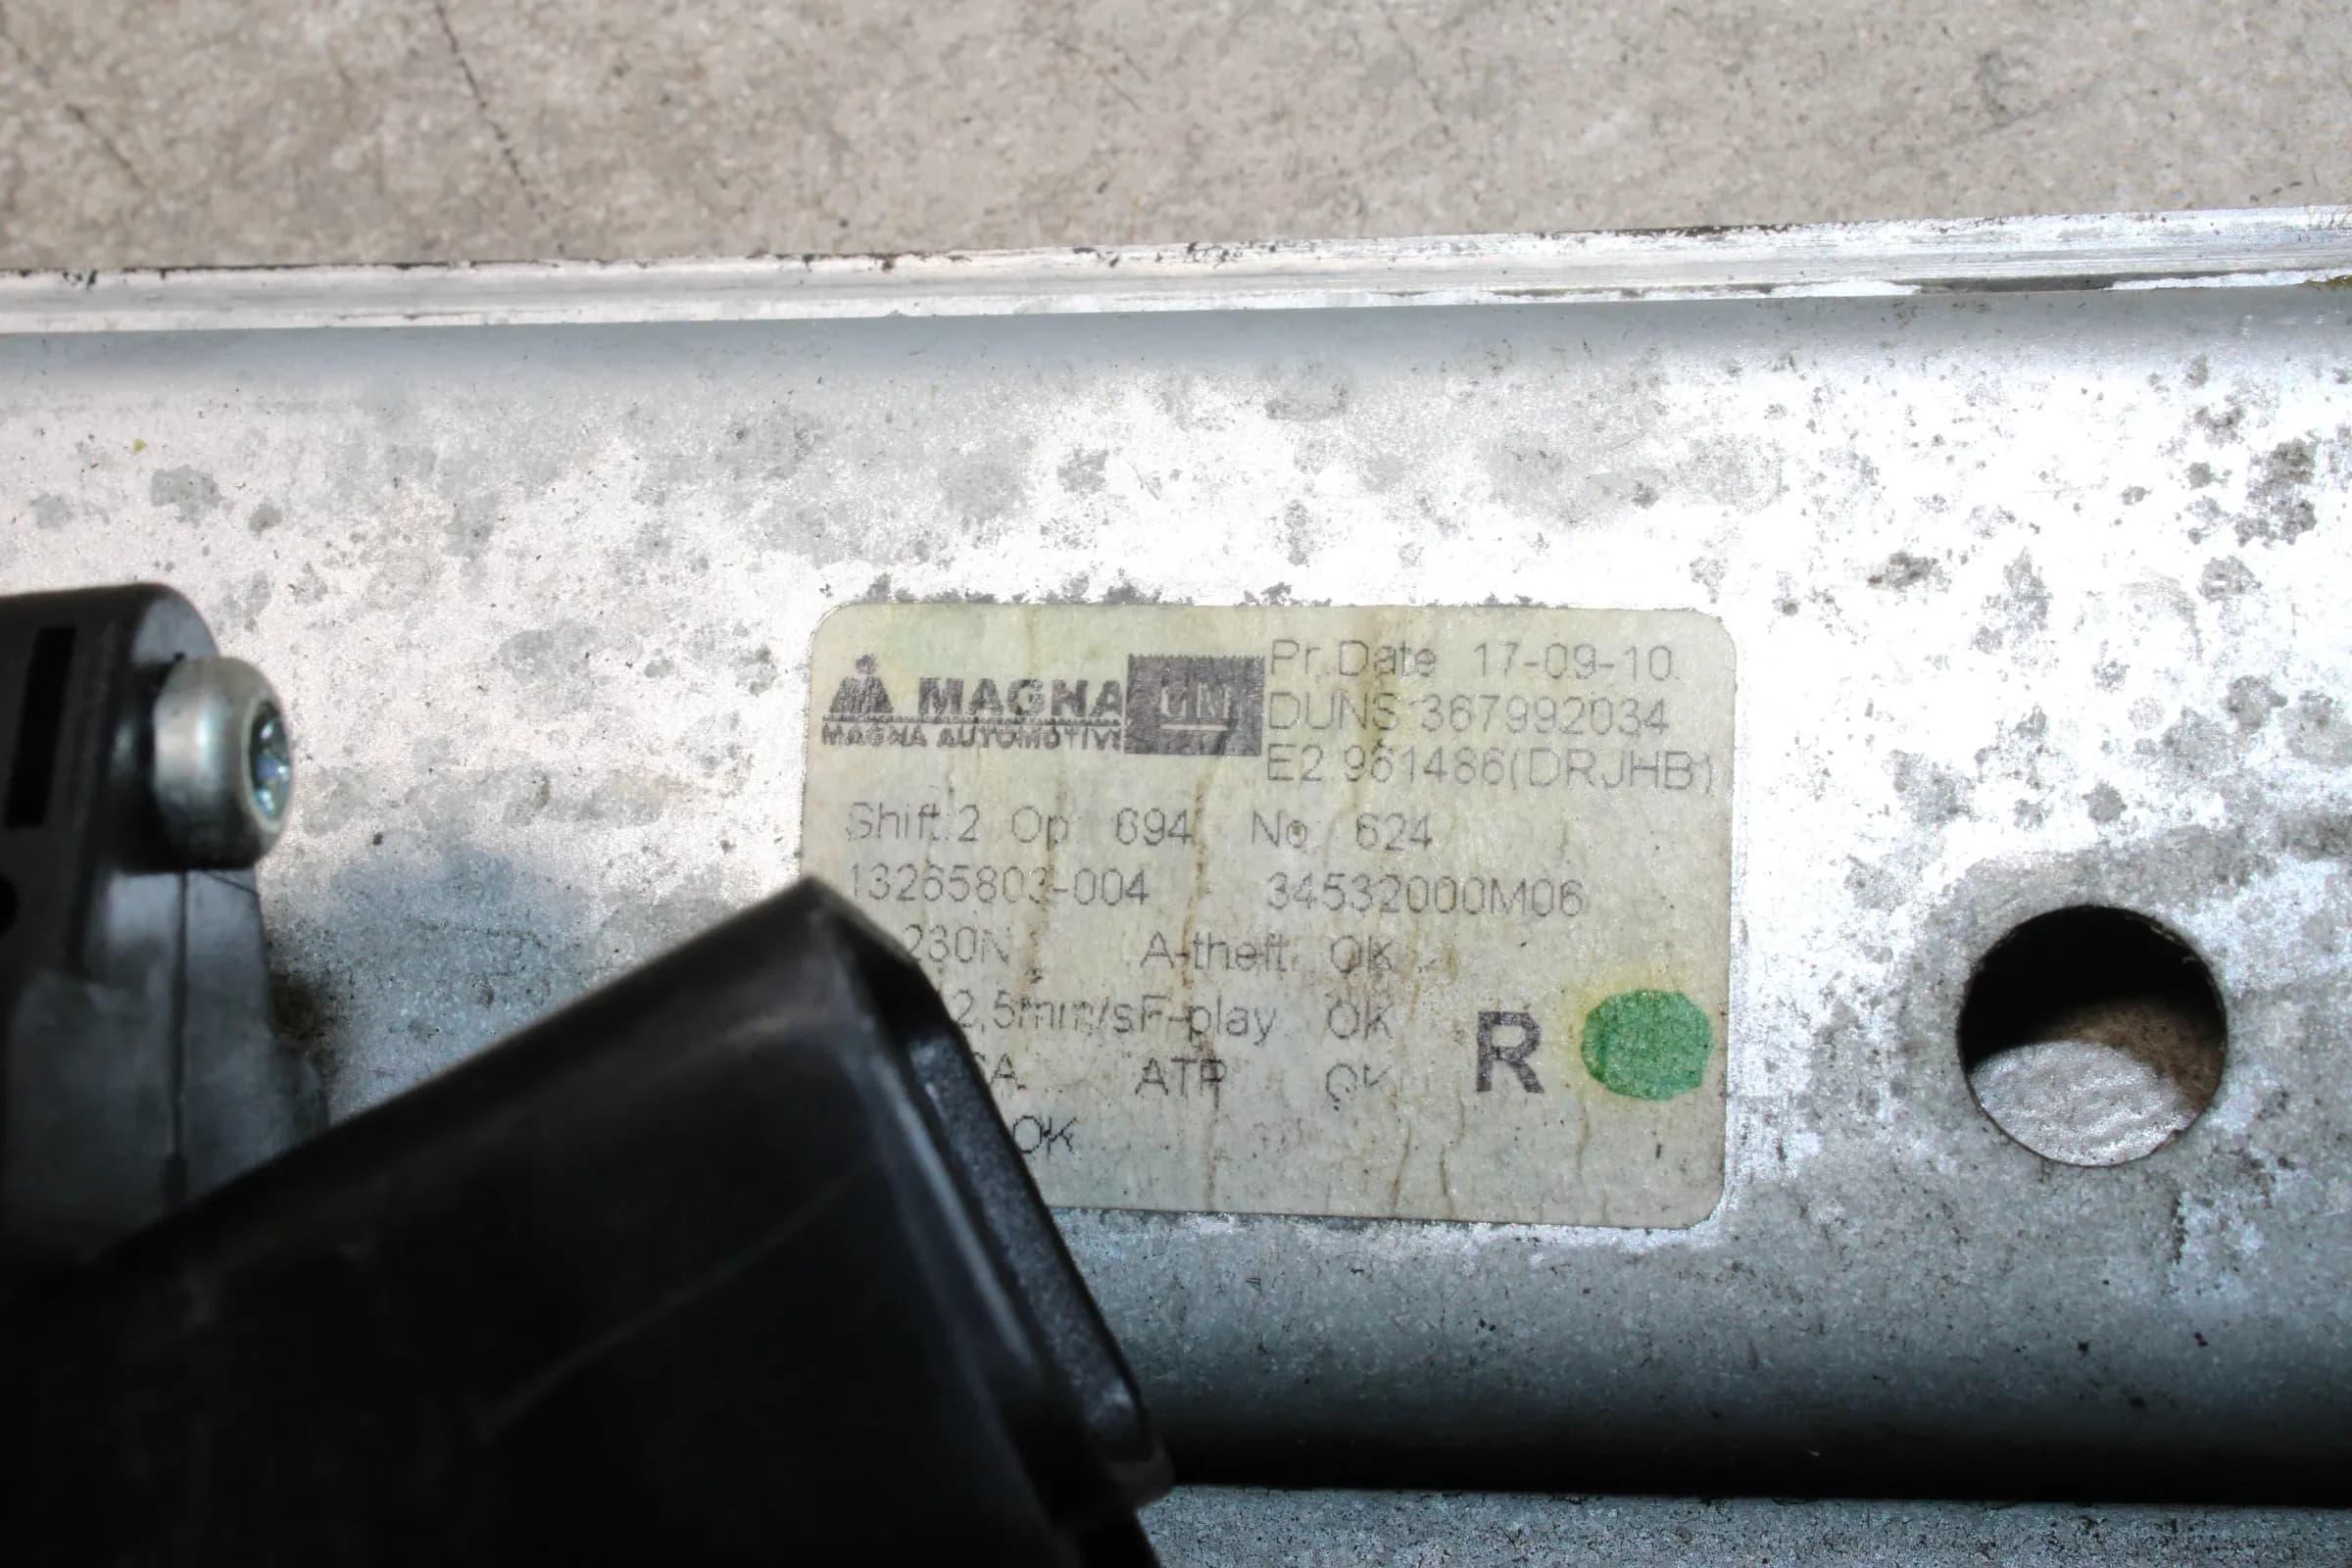 MAGNA
MAGNA AUTOMOTIVE
GM
Pr.Date 17-09-10
DUNS 367992034
E2 961486(DRJHB)
Shift:2 Op 694 No 624
13265803-004 34532000M06
230N A-theft OK
2,5mm/s F-play OK
A ATP OK
OK
R